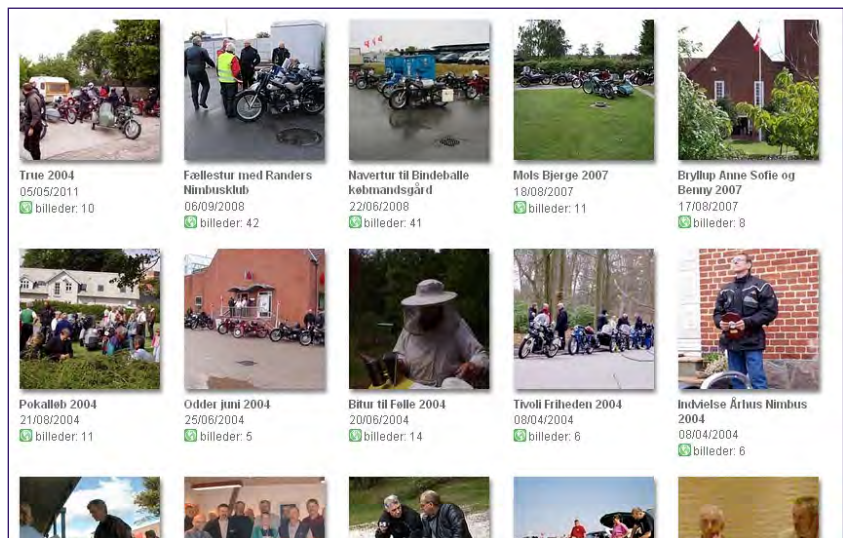 True 2004
05/05/2011
billeder: 10
Fællestur med Randers
Nimbusklub
06/09/2008
billeder: 42
Navertur til Bindeballe
købmandsgård
22/06/2008
billeder: 41
Mols Bjerge 2007
18/08/2007
billeder: 11
Bryllup Anne Sofie og
Benny 2007
17/08/2007
billeder: 8
Pokalløb 2004
21/08/2004
billeder: 11
Odder juni 2004
25/06/2004
billeder: 5
Bitur til Følle 2004
20/06/2004
billeder: 14
Tivoli Friheden 2004
08/04/2004
billeder: 6
Indvielse Århus Nimbus
2004
08/04/2004
billeder: 6